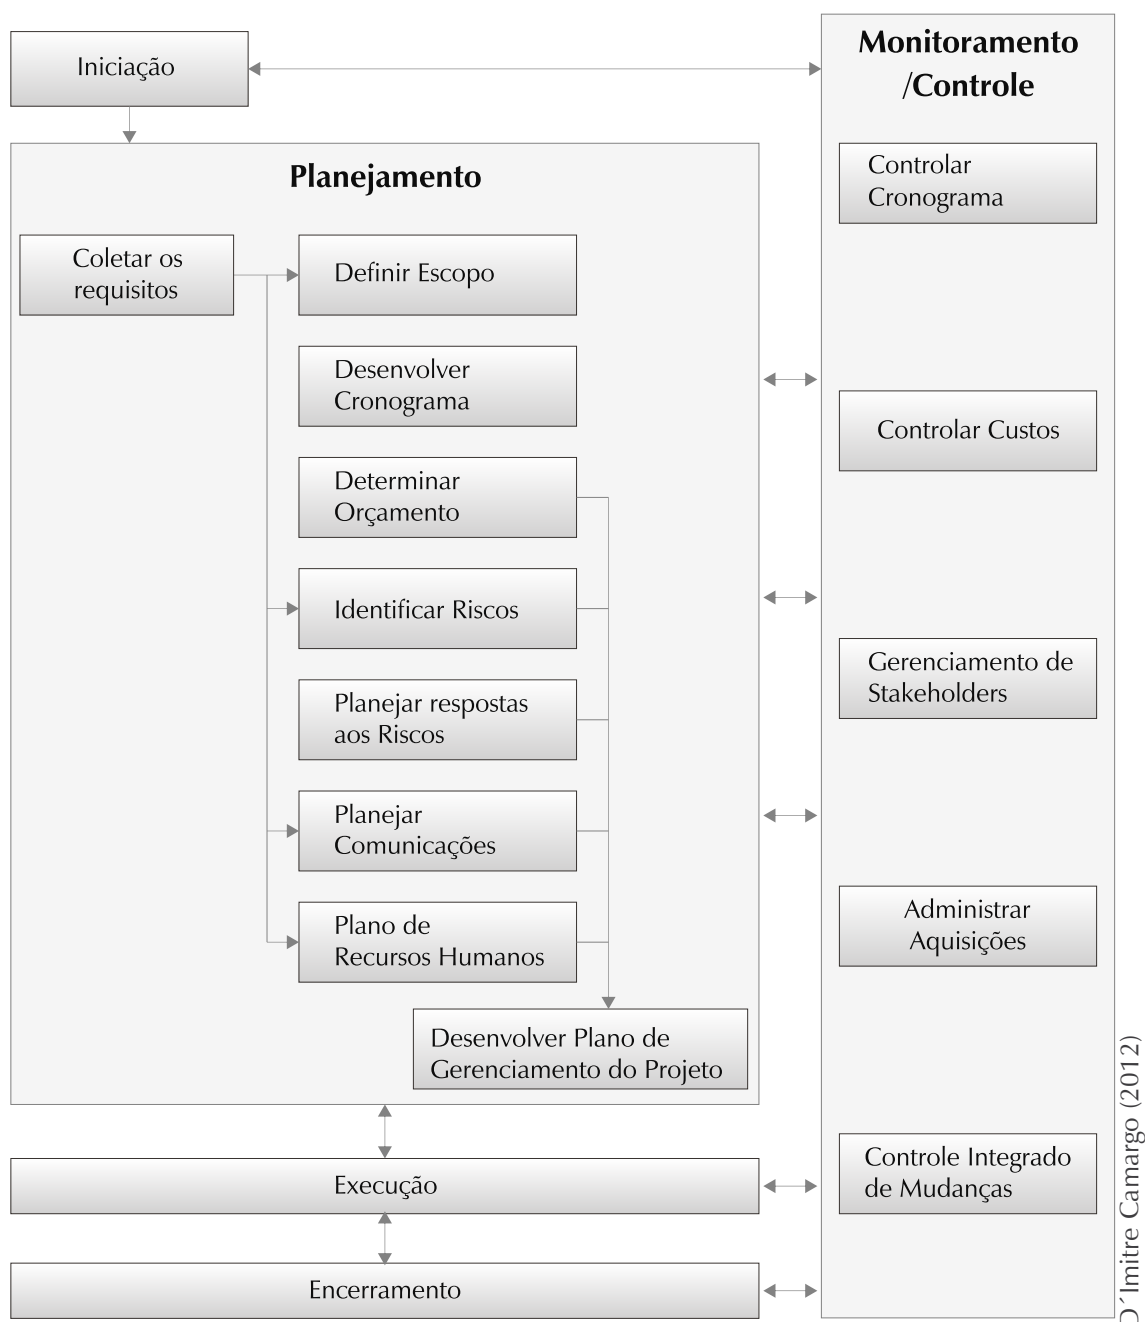 Iniciação
Planejamento
Coletar os
requisitos
Definir Escopo
Desenvolver
Cronograma
Determinar
Orçamento
Identificar Riscos
Planejar respostas
aos Riscos
Planejar
Comunicações
Plano de
Recursos Humanos
Desenvolver Plano de
Gerenciamento do Projeto
Execução
Encerramento
Monitoramento
/Controle
Controlar
Cronograma
Controlar Custos
Gerenciamento de
Stakeholders
Administrar
Aquisições
Controle Integrado
de Mudanças
D´Imitre Camargo (2012)